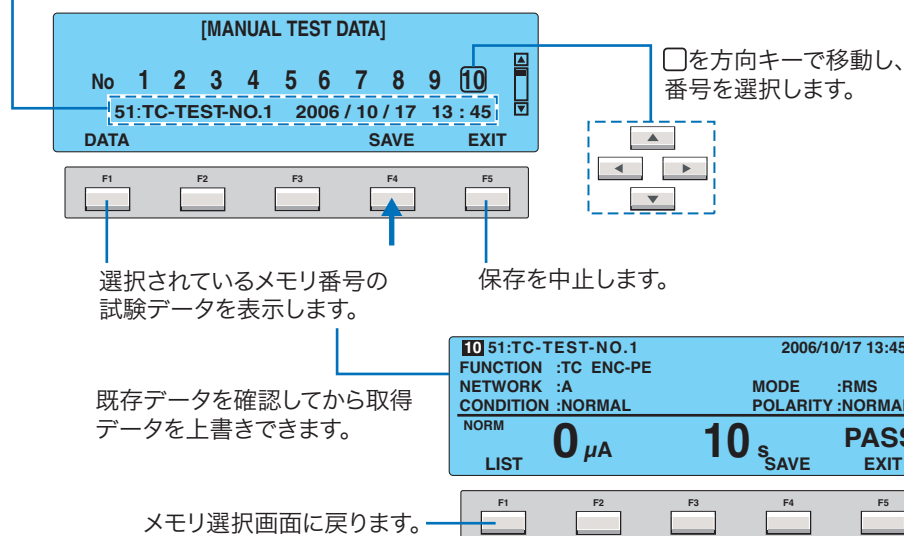 [MANUAL TEST DATA]
No 1 2 3 4 5 6 7 8 9 10
51:TC-TEST-NO.1 2006 / 10 / 17 13 : 45
DATA SAVE EXIT
F1 F2 F3 F4 F5
を方向キーで移動し、
番号を選択します。
選択されているメモリ番号の
試験データを表示します。
保存を中止します。
既存データを確認してから取得
データを上書きできます。
10 51:TC-TEST-NO.1 2006/10/17 13:45
FUNCTION :TC ENC-PE
NETWORK :A MODE :RMS
CONDITION :NORMAL POLARITY :NORMAL
NORM
0 μA 10 s PASS
LIST SAVE EXIT
F1 F2 F3 F4 F5
メモリ選択画面に戻ります。